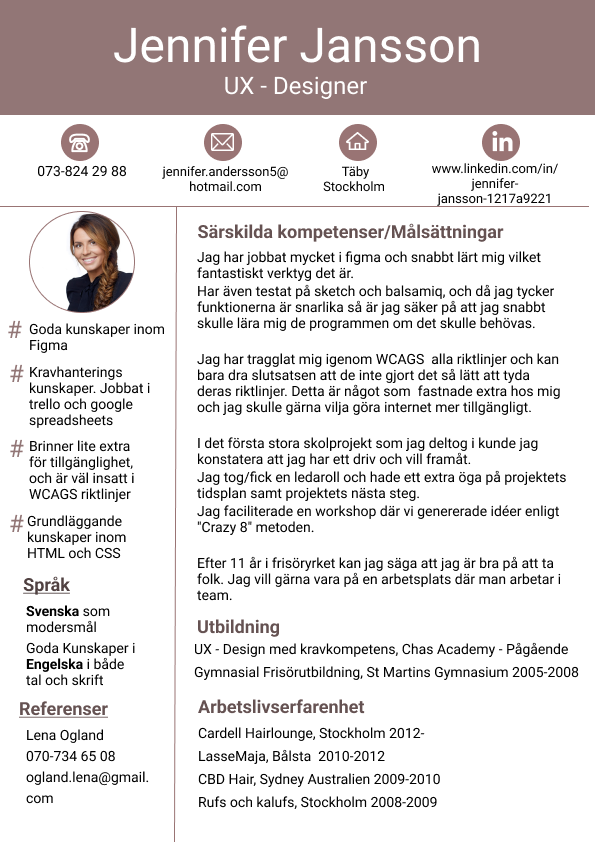 Jennifer Jansson
UX - Designer
073-824 29 88
jennifer.andersson5@
hotmail.com
Täby
Stockholm
www.linkedin.com/in/
jennifer-
jansson-1217a9221
in
# Goda kunskaper inom
Figma
# Kravhanterings
kunskaper. Jobbat i
trello och google
spreadsheets
# Brinner lite extra
för tillgänglighet,
och är väl insatt i
WCAGS riktlinjer
# Grundläggande
kunskaper inom
HTML och CSS
Språk
Svenska som
modersmål
Goda Kunskaper i
Engelska i både
tal och skrift
Referenser
Lena Ogland
070-734 65 08
ogland.lena@gmail.
com
Särskilda kompetenser/Målsättningar
Jag har jobbat mycket i figma och snabbt lärt mig vilket
fantastiskt verktyg det är.
Har även testat på sketch och balsamiq, och då jag tycker
funktionerna är snarlika så är jag säker på att jag snabbt
skulle lära mig de programmen om det skulle behövas.
Jag har tragglat mig igenom WCAGS  alla riktlinjer och kan
bara dra slutsatsen att de inte gjort det så lätt att tyda
deras riktlinjer. Detta är något som  fastnade extra hos mig
och jag skulle gärna vilja göra internet mer tillgängligt.
I det första stora skolprojekt som jag deltog i kunde jag
konstatera att jag har ett driv och vill framåt.
Jag tog/fick en ledaroll och hade ett extra öga på projektets
tidsplan samt projektets nästa steg.
Jag faciliterade en workshop där vi genererade idéer enligt
"Crazy 8" metoden.
Efter 11 år i frisöryrket kan jag säga att jag är bra på att ta
folk. Jag vill gärna vara på en arbetsplats där man arbetar i
team.
Utbildning
UX - Design med kravkompetens, Chas Academy - Pågående
Gymnasial Frisörutbildning, St Martins Gymnasium 2005-2008
Arbetslivserfarenhet
Cardell Hairlounge, Stockholm 2012-
LasseMaja, Bålsta  2010-2012
CBD Hair, Sydney Australien 2009-2010
Rufs och kalufs, Stockholm 2008-2009